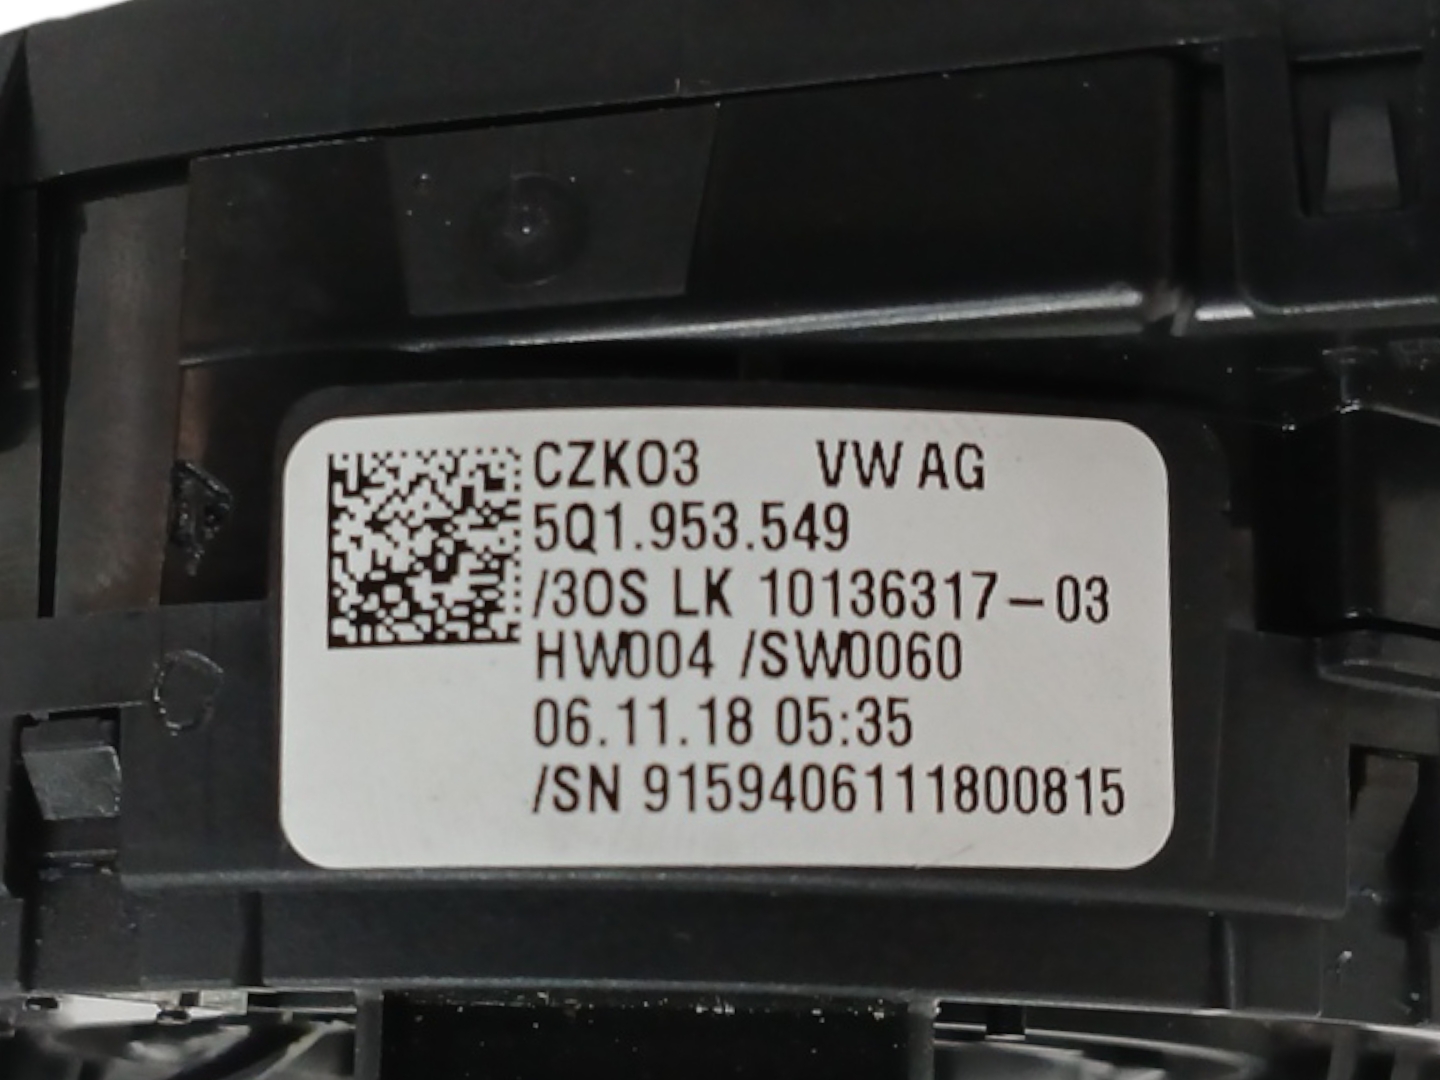 CZK03 VW AG
5Q1.953.549
/30S LK 10136317-03
HW004 /SW0060
06.11.18 05:35
/SN 9159406111800815